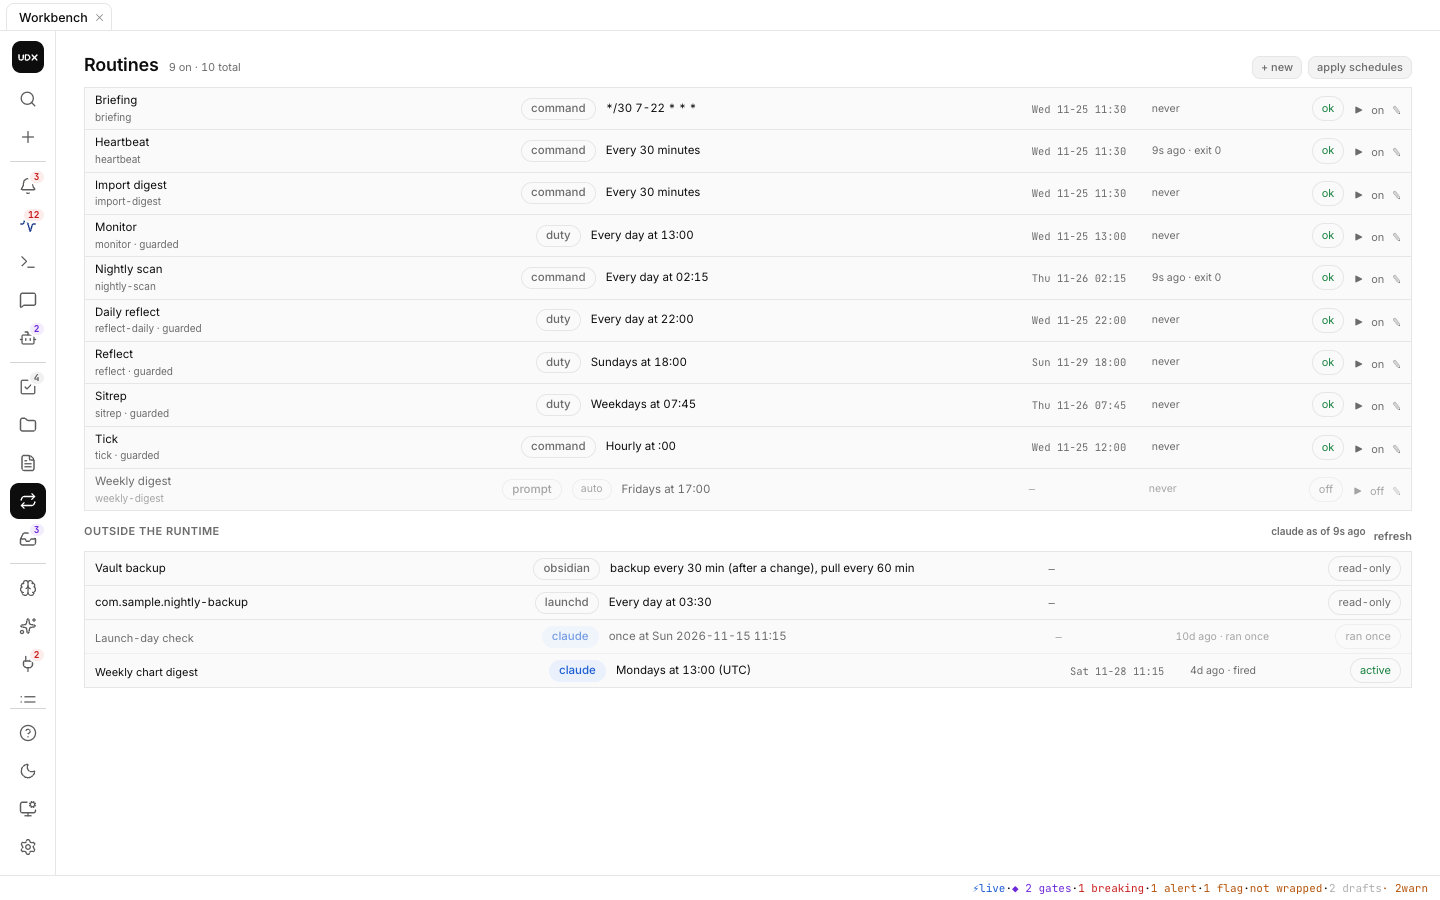 Workbench ×
UDX
Routines 9 on · 10 total + new apply schedules
Briefing
briefing
command */30 7-22 * * * Wed 11-25 11:30 never ok ▶ on %
Heartbeat
heartbeat
command Every 30 minutes Wed 11-25 11:30 9s ago · exit 0 ok ▶ on %
Import digest
import-digest
command Every 30 minutes Wed 11-25 11:30 never ok ▶ on %
Monitor
monitor · guarded
duty Every day at 13:00 Wed 11-25 13:00 never ok ▶ on %
Nightly scan
nightly-scan
command Every day at 02:15 Thu 11-26 02:15 9s ago · exit 0 ok ▶ on %
Daily reflect
reflect-daily · guarded
duty Every day at 22:00 Wed 11-25 22:00 never ok ▶ on %
Reflect
reflect · guarded
duty Sundays at 18:00 Sun 11-29 18:00 never ok ▶ on %
Sitrep
sitrep · guarded
duty Weekdays at 07:45 Thu 11-26 07:45 never ok ▶ on %
Tick
tick · guarded
command Hourly at :00 Wed 11-25 12:00 never ok ▶ on %
Weekly digest
weekly-digest
prompt auto Fridays at 17:00 — never off ▶ off %
OUTSIDE THE RUNTIME claude as of 9s ago refresh
Vault backup obsidian backup every 30 min (after a change), pull every 60 min — read-only
com.sample.nightly-backup launchd Every day at 03:30 — read-only
Launch-day check claude once at Sun 2026-11-15 11:15 — 10d ago · ran once ran once
Weekly chart digest claude Mondays at 13:00 (UTC) Sat 11-28 11:15 4d ago · fired active
3
12
2
4
3
2
⚡live·◆ 2 gates·1 breaking·1 alert·1 flag·not wrapped·2 drafts· 2warn